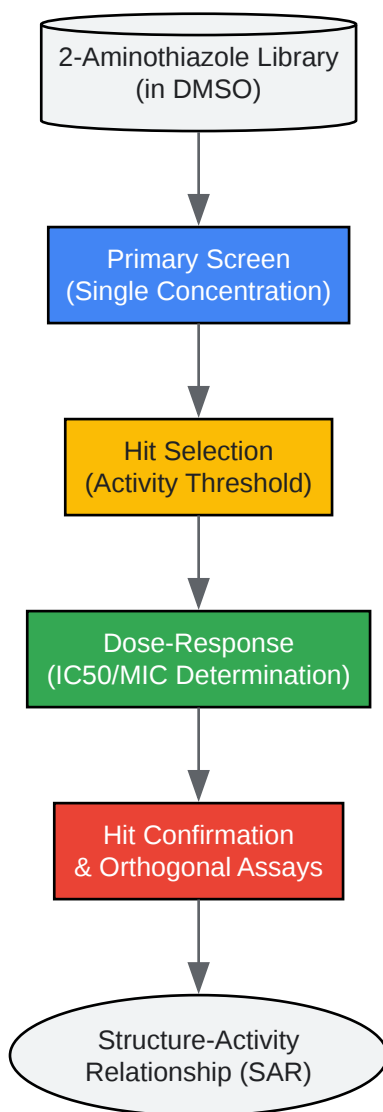 2-Aminothiazole Library
(in DMSO)
Primary Screen
(Single Concentration)
Hit Selection
(Activity Threshold)
Dose-Response
(IC50/MIC Determination)
Hit Confirmation
& Orthogonal Assays
Structure-Activity
Relationship (SAR)